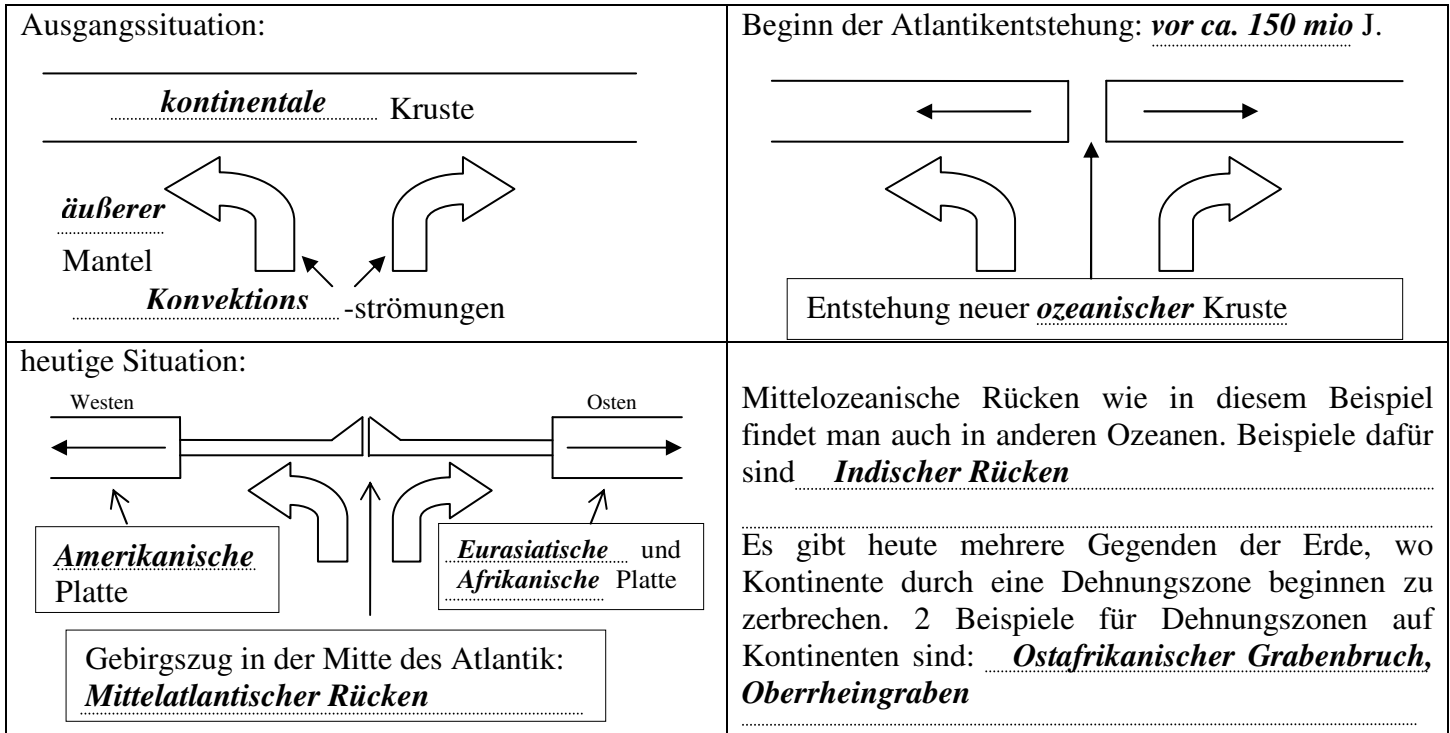 Ausgangssituation:
kontinentale Kruste
äußerer
Mantel
Konvektions -strömungen
Beginn der Atlantikentstehung: vor ca. 150 mio J.
Entstehung neuer ozeanischer Kruste
heutige Situation:
Westen Osten
Amerikanische
Platte
Eurasiatische und
Afrikanische Platte
Gebirgszug in der Mitte des Atlantik:
Mittelatlantischer Rücken
Mittelozeanische Rücken wie in diesem Beispiel
findet man auch in anderen Ozeanen. Beispiele dafür
sind Indischer Rücken
Es gibt heute mehrere Gegenden der Erde, wo
Kontinente durch eine Dehnungszone beginnen zu
zerbrechen. 2 Beispiele für Dehnungszonen auf
Kontinenten sind: Ostafrikanischer Grabenbruch,
Oberrheingraben